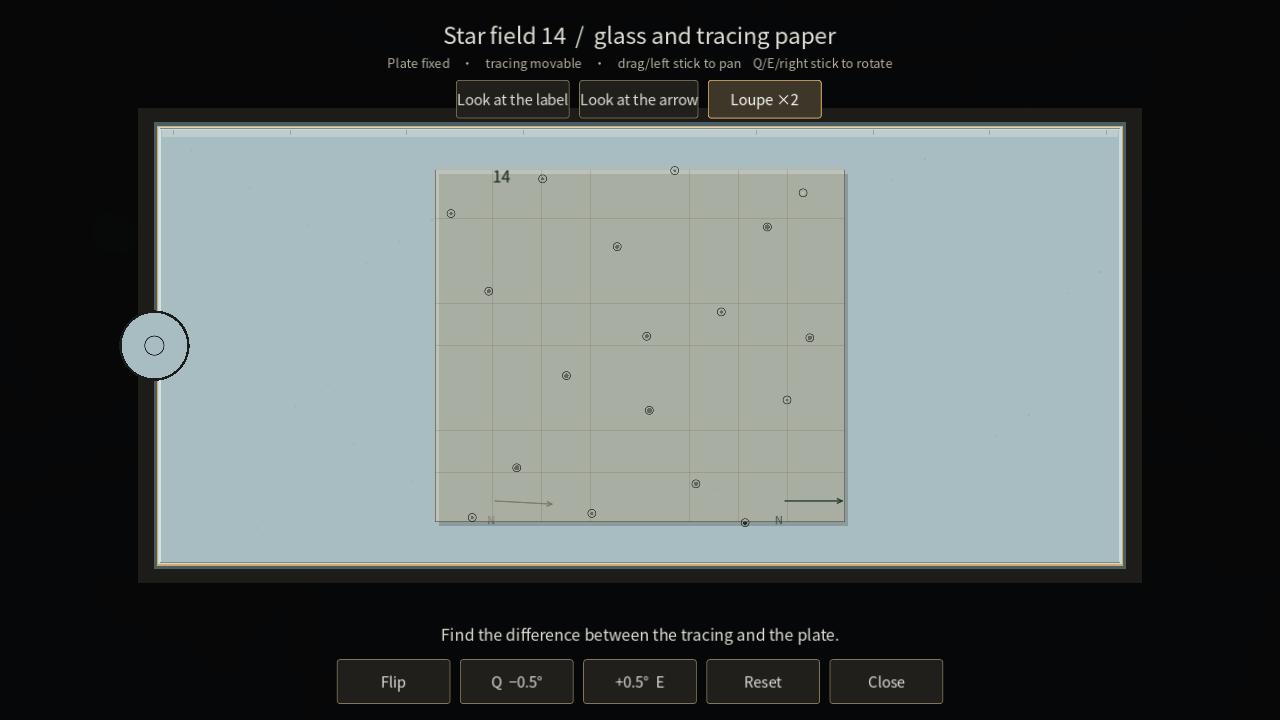 Star field 14 / glass and tracing paper
Plate fixed • tracing movable • drag/left stick to pan Q/E/right stick to rotate
Look at the label Look at the arrow Loupe ×2
14
N N
Find the difference between the tracing and the plate.
Flip Q −0.5° +0.5° E Reset Close